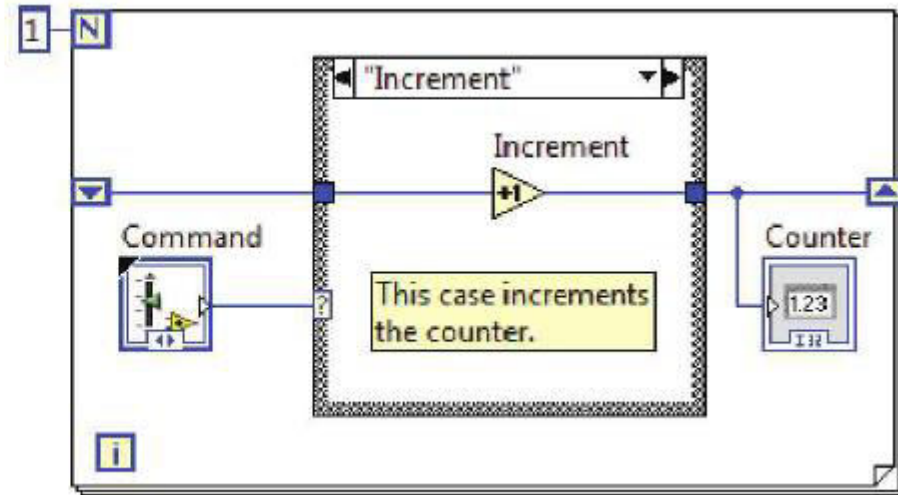 1 N
"Increment"
Increment
+1
Command
Counter
?
This case increments
the counter.
1.23
I32
i